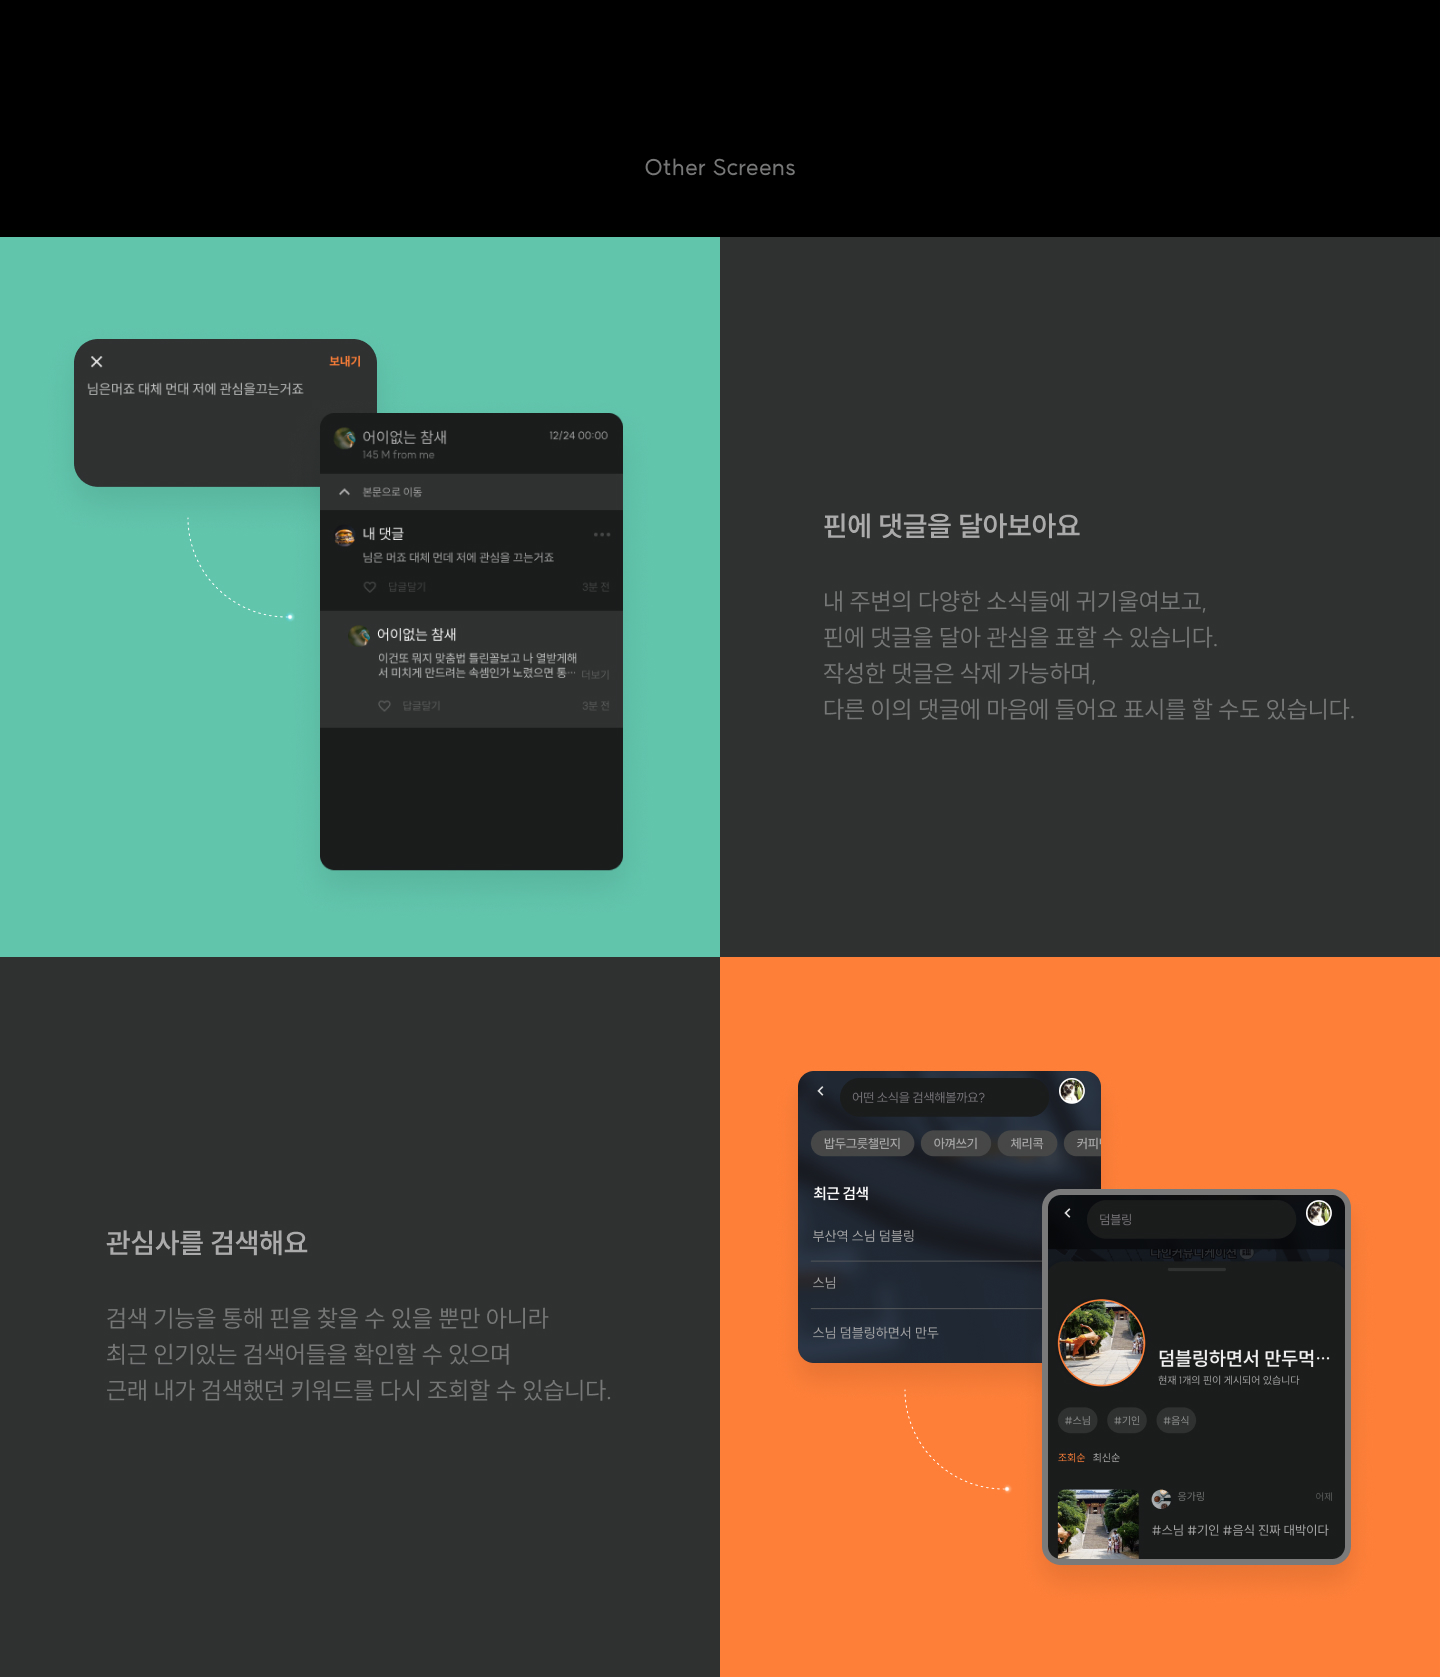 Other Screens
보내기
님은머죠 대체 먼대 저에 관심을끄는거죠
어이없는 참새
12/24 00:00
145 M from me
본문으로 이동
내 댓글
님은 머죠 대체 먼데 저에 관심을 끄는거죠
답글달기
3분 전
어이없는 참새
이건또 뭐지 맞춤법 틀린꼴보고 나 열받게해
서 미치게 만드려는 속셈인가 노렸으면 통…
더보기
답글달기
3분 전
핀에 댓글을 달아보아요
내 주변의 다양한 소식들에 귀기울여보고,
핀에 댓글을 달아 관심을 표할 수 있습니다.
작성한 댓글은 삭제 가능하며,
다른 이의 댓글에 마음에 들어요 표시를 할 수도 있습니다.
관심사를 검색해요
검색 기능을 통해 핀을 찾을 수 있을 뿐만 아니라
최근 인기있는 검색어들을 확인할 수 있으며
근래 내가 검색했던 키워드를 다시 조회할 수 있습니다.
어떤 소식을 검색해볼까요?
밥두그릇챌린지
아껴쓰기
체리콕
커피
최근 검색
부산역 스님 덤블링
스님
스님 덤블링하면서 만두
덤블링
덤블링하면서 만두먹…
현재 1개의 핀이 게시되어 있습니다
#스님
#기인
#음식
조회순
최신순
응가링
어제
#스님 #기인 #음식 진짜 대박이다